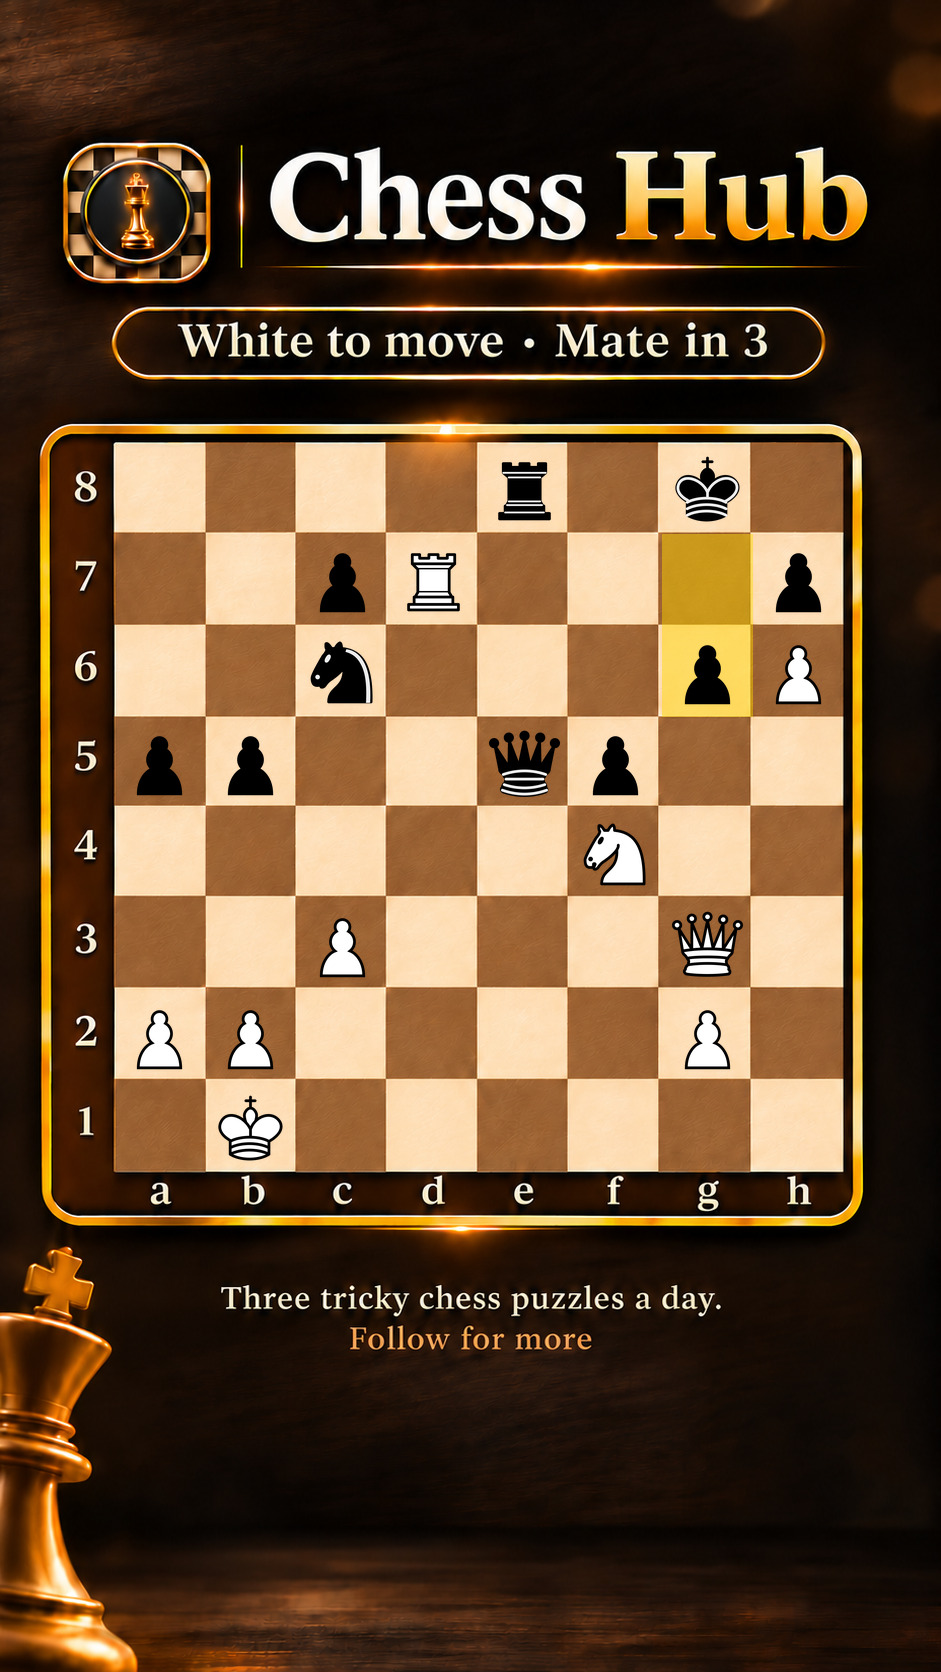 Chess Hub
White to move • Mate in 3
8
7
6
5
4
3
2
1
a b c d e f g h
Three tricky chess puzzles a day.
Follow for more